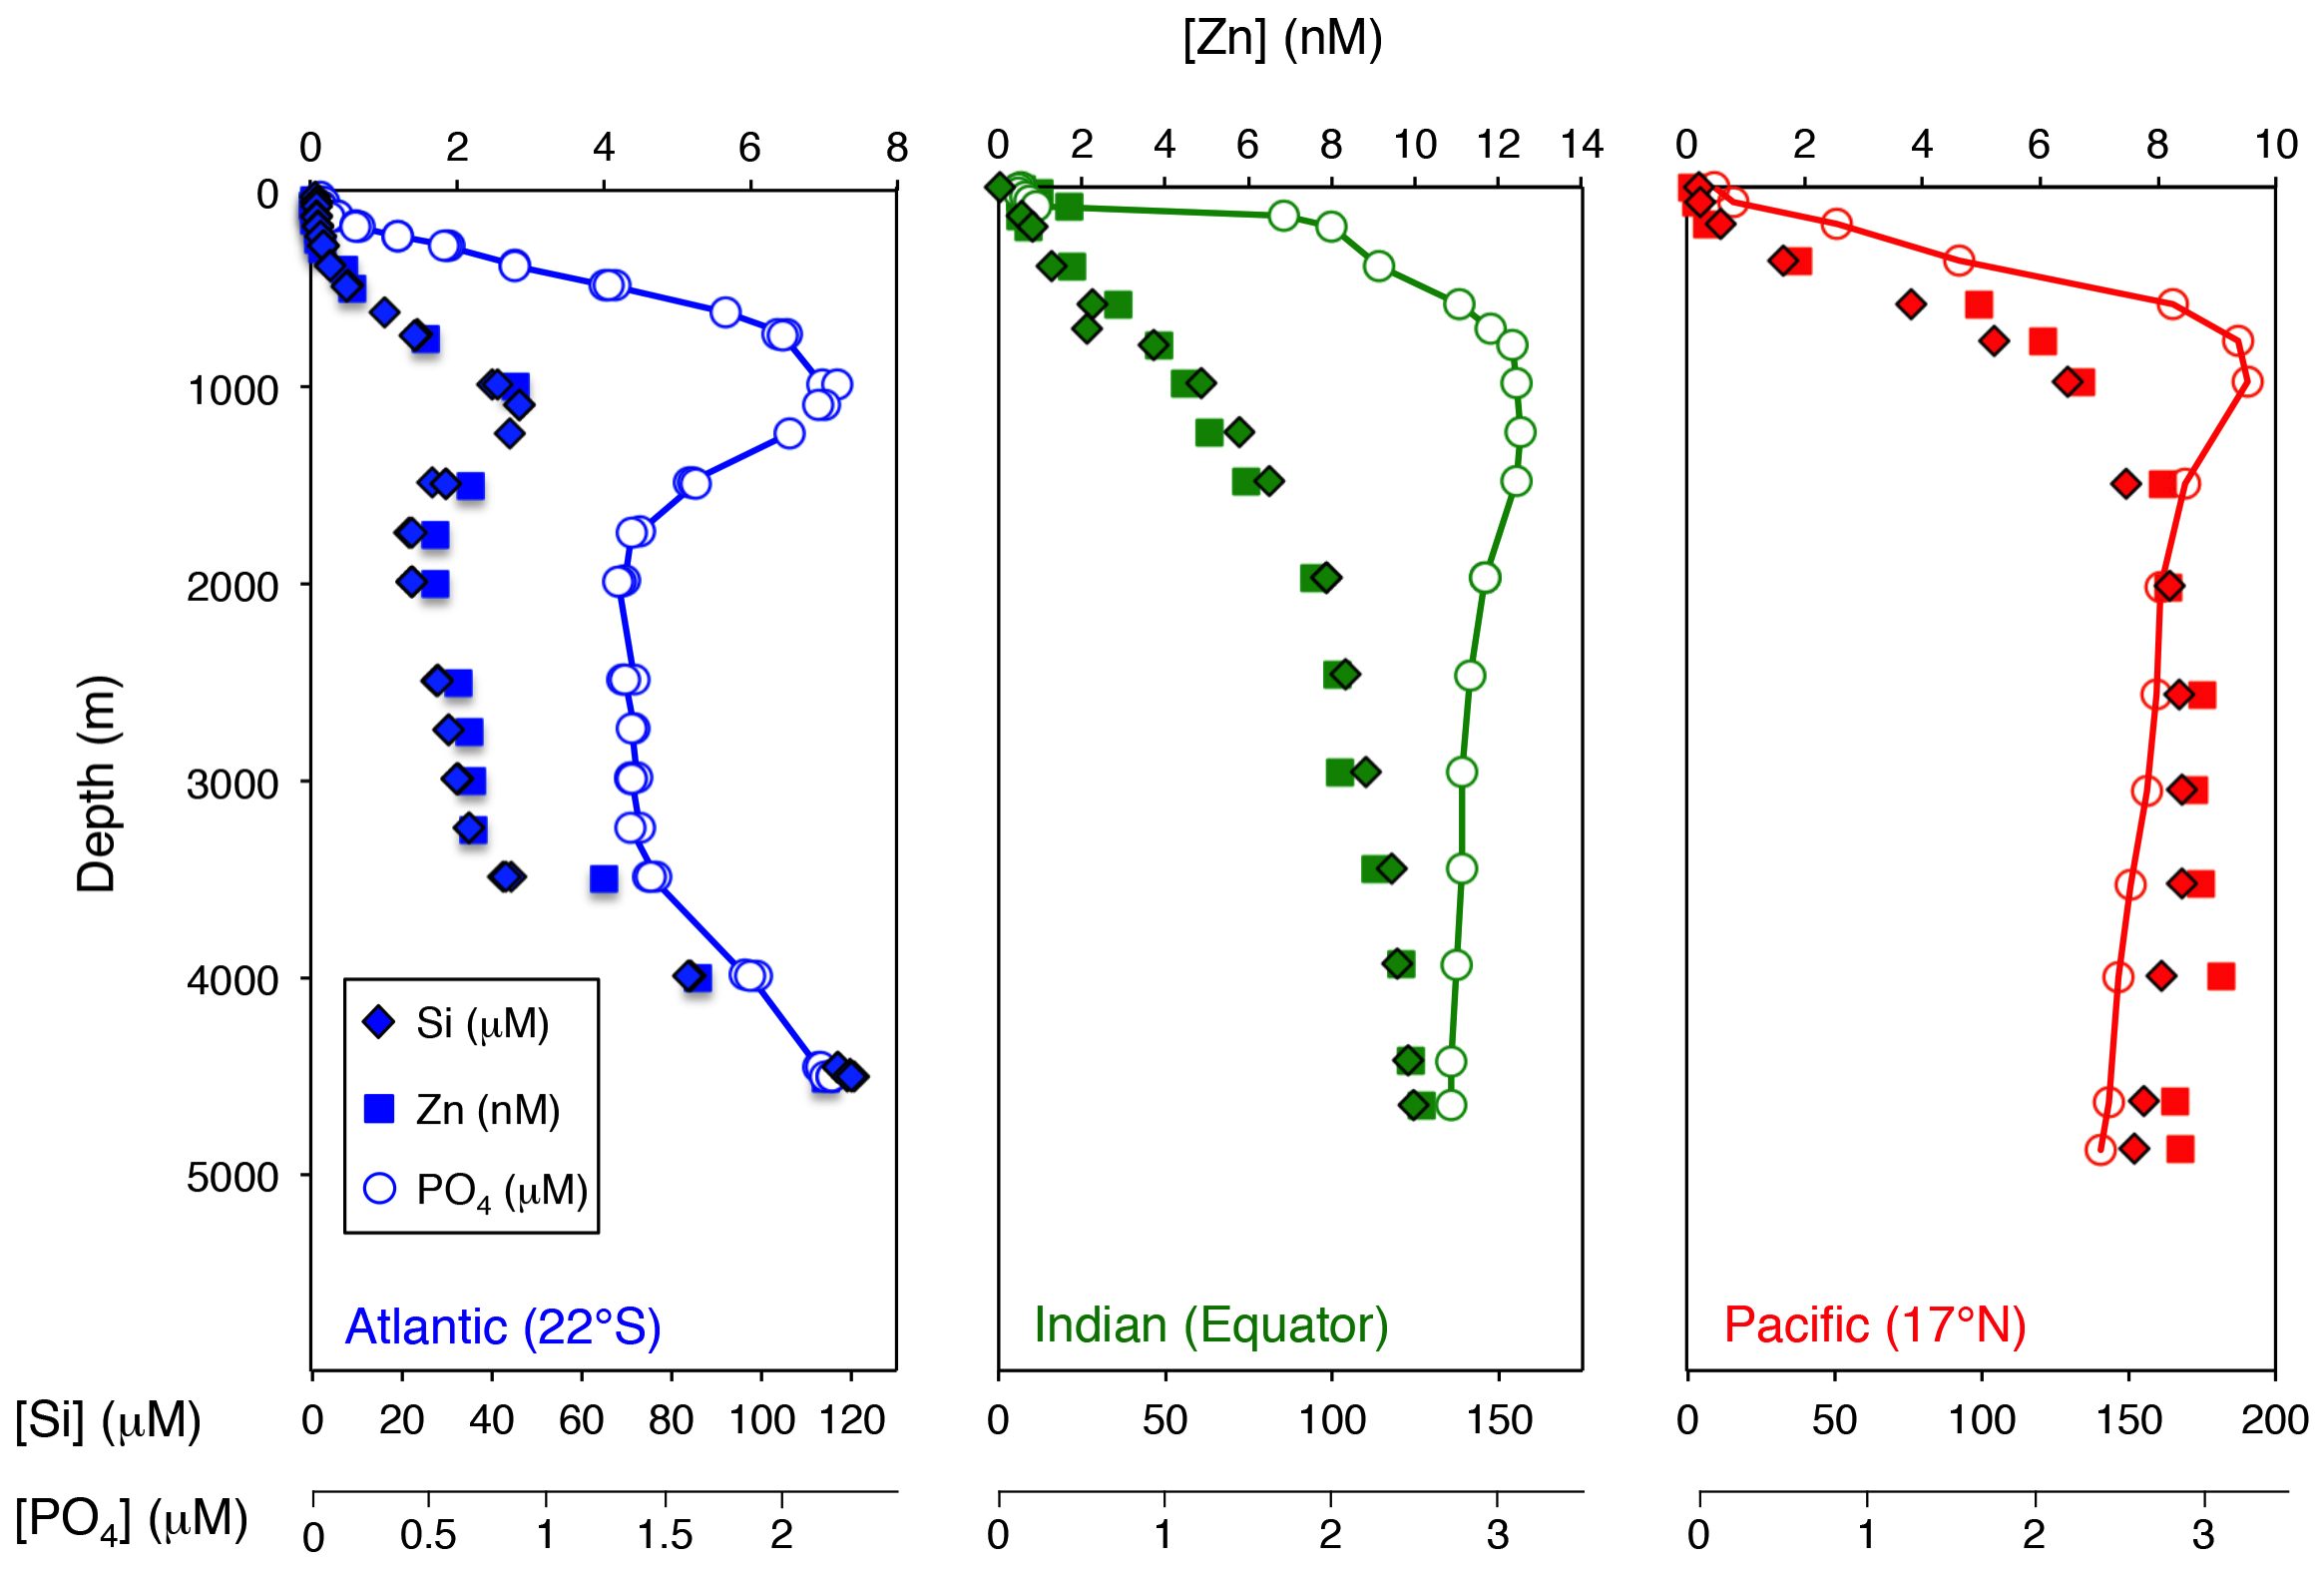 [Zn] (nM)
0 2 4 6 8
0 2 4 6 8 10 12 14
0 2 4 6 8 10
0
1000
2000
3000
4000
5000
Depth (m)
Si (μM)
Zn (nM)
PO4 (μM)
Atlantic (22°S)
Indian (Equator)
Pacific (17°N)
[Si] (μM)
0 20 40 60 80 100 120
0 50 100 150
0 50 100 150 200
[PO4] (μM)
0 0.5 1 1.5 2
0 1 2 3
0 1 2 3